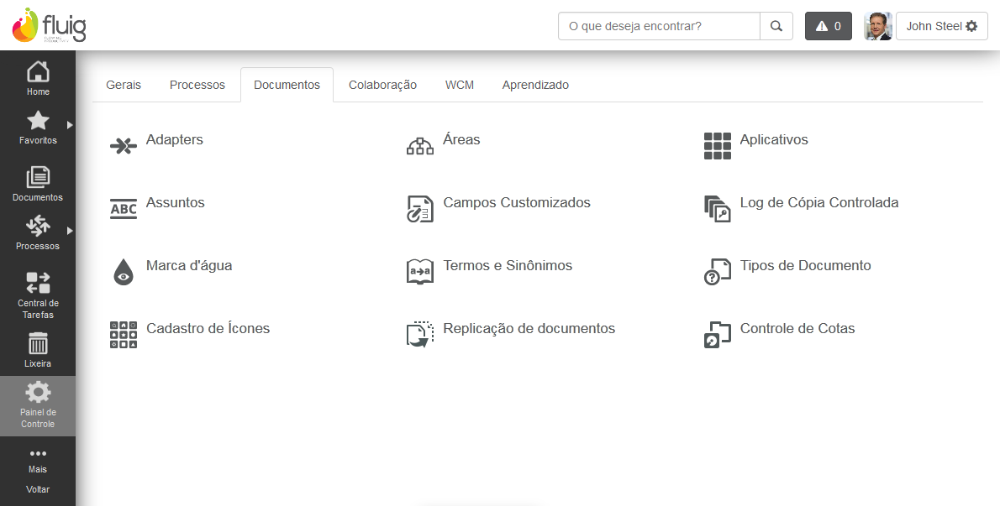 fluig
O que deseja encontrar?
0
John Steel
Home
Favoritos
Documentos
Processos
Central de
Tarefas
Lixeira
Painel de
Controle
Mais
Voltar
Gerais
Processos
Documentos
Colaboração
WCM
Aprendizado
Adapters
Áreas
Aplicativos
ABC
Assuntos
Campos Customizados
Log de Cópia Controlada
Marca d'água
a→a
Termos e Sinônimos
?
Tipos de Documento
Cadastro de Ícones
Replicação de documentos
Controle de Cotas